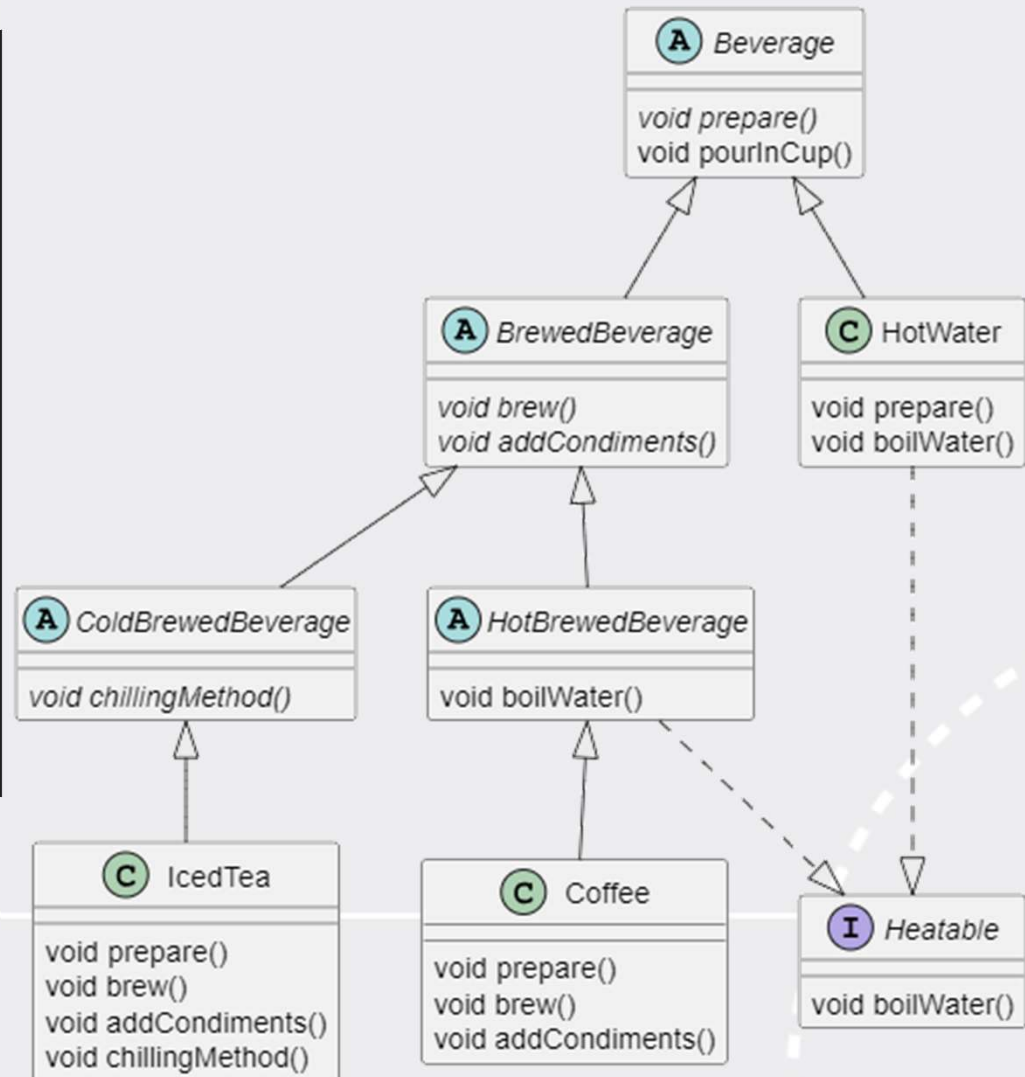 A Beverage
void prepare()
void pourInCup()
A BrewedBeverage
void brew()
void addCondiments()
C HotWater
void prepare()
void boilWater()
A ColdBrewedBeverage
void chillingMethod()
A HotBrewedBeverage
void boilWater()
C IcedTea
void prepare()
void brew()
void addCondiments()
void chillingMethod()
C Coffee
void prepare()
void brew()
void addCondiments()
I Heatable
void boilWater()